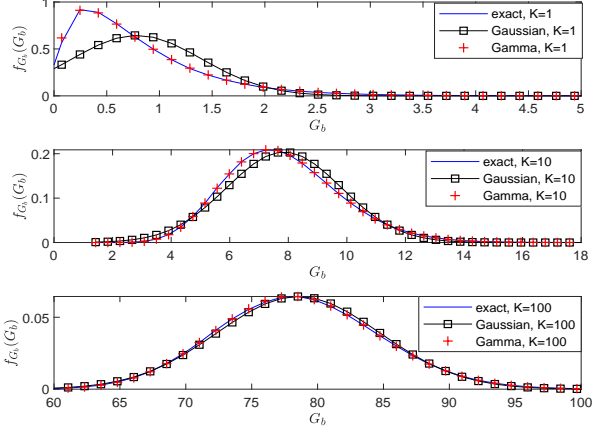 1
0.5
0
f_{G_b}(G_b)
exact, K=1
Gaussian, K=1
Gamma, K=1
0 0.5 1 1.5 2 2.5 3 3.5 4 4.5 5
G_b
0.2
0.1
0
f_{G_b}(G_b)
exact, K=10
Gaussian, K=10
Gamma, K=10
0 2 4 6 8 10 12 14 16 18
G_b
0.05
0
f_{G_b}(G_b)
exact, K=100
Gaussian, K=100
Gamma, K=100
60 65 70 75 80 85 90 95 100
G_b